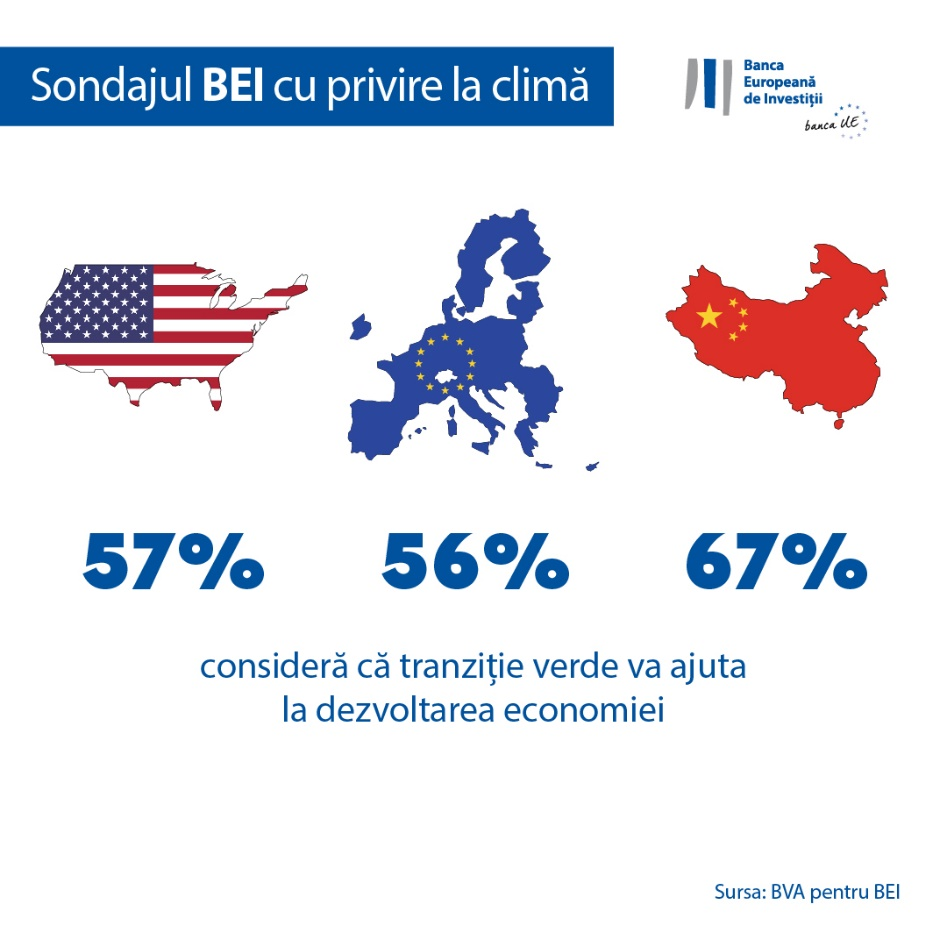 Sondajul BEI cu privire la climă
Banca
Europeană
de Investiții
banca UE
57%
56%
67%
consideră că tranziție verde va ajuta
la dezvoltarea economiei
Sursa: BVA pentru BEI